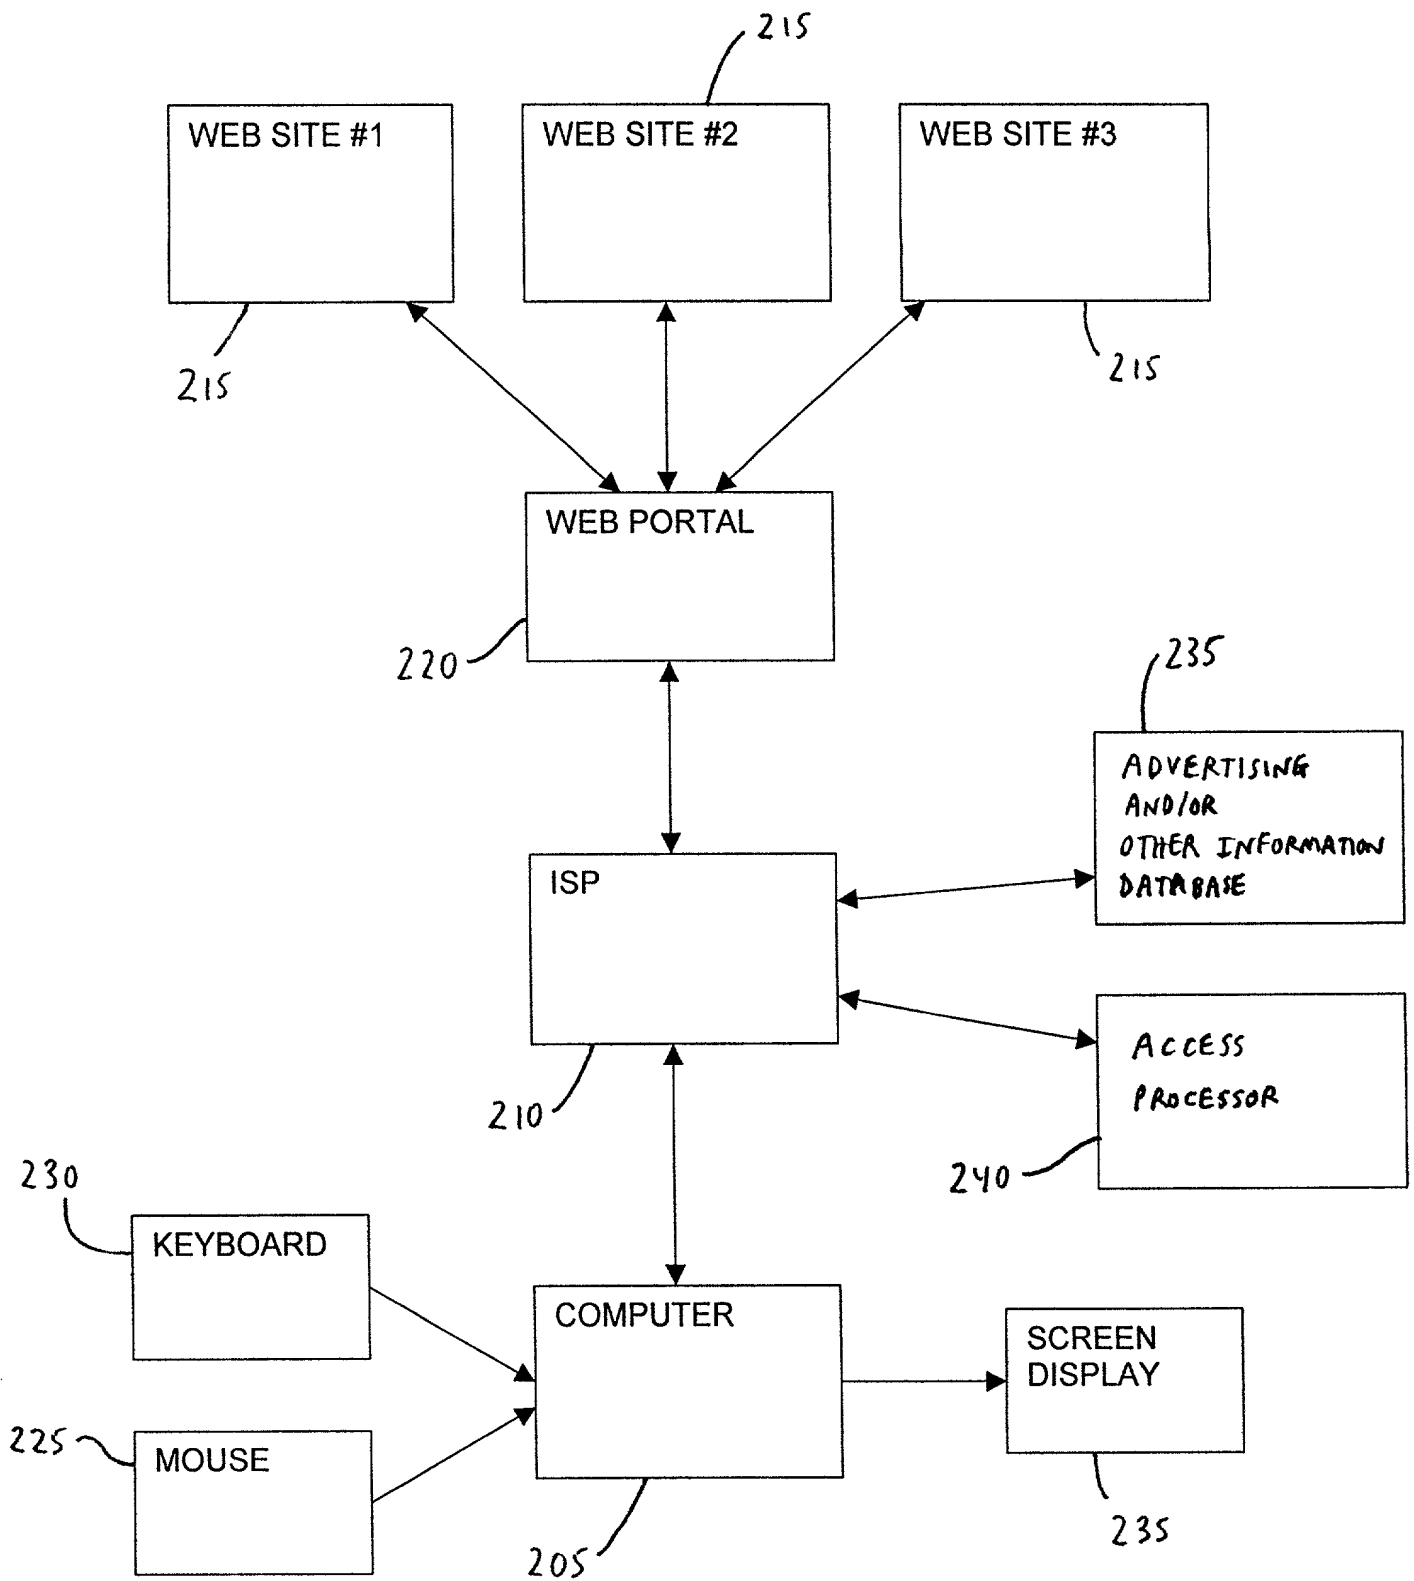 215
WEB SITE #1
WEB SITE #2
WEB SITE #3
215
215
WEB PORTAL
220
235
ADVERTISING
AND/OR
OTHER INFORMATION
DATABASE
ISP
210
ACCESS
PROCESSOR
240
230
KEYBOARD
COMPUTER
SCREEN
DISPLAY
225
MOUSE
205
235